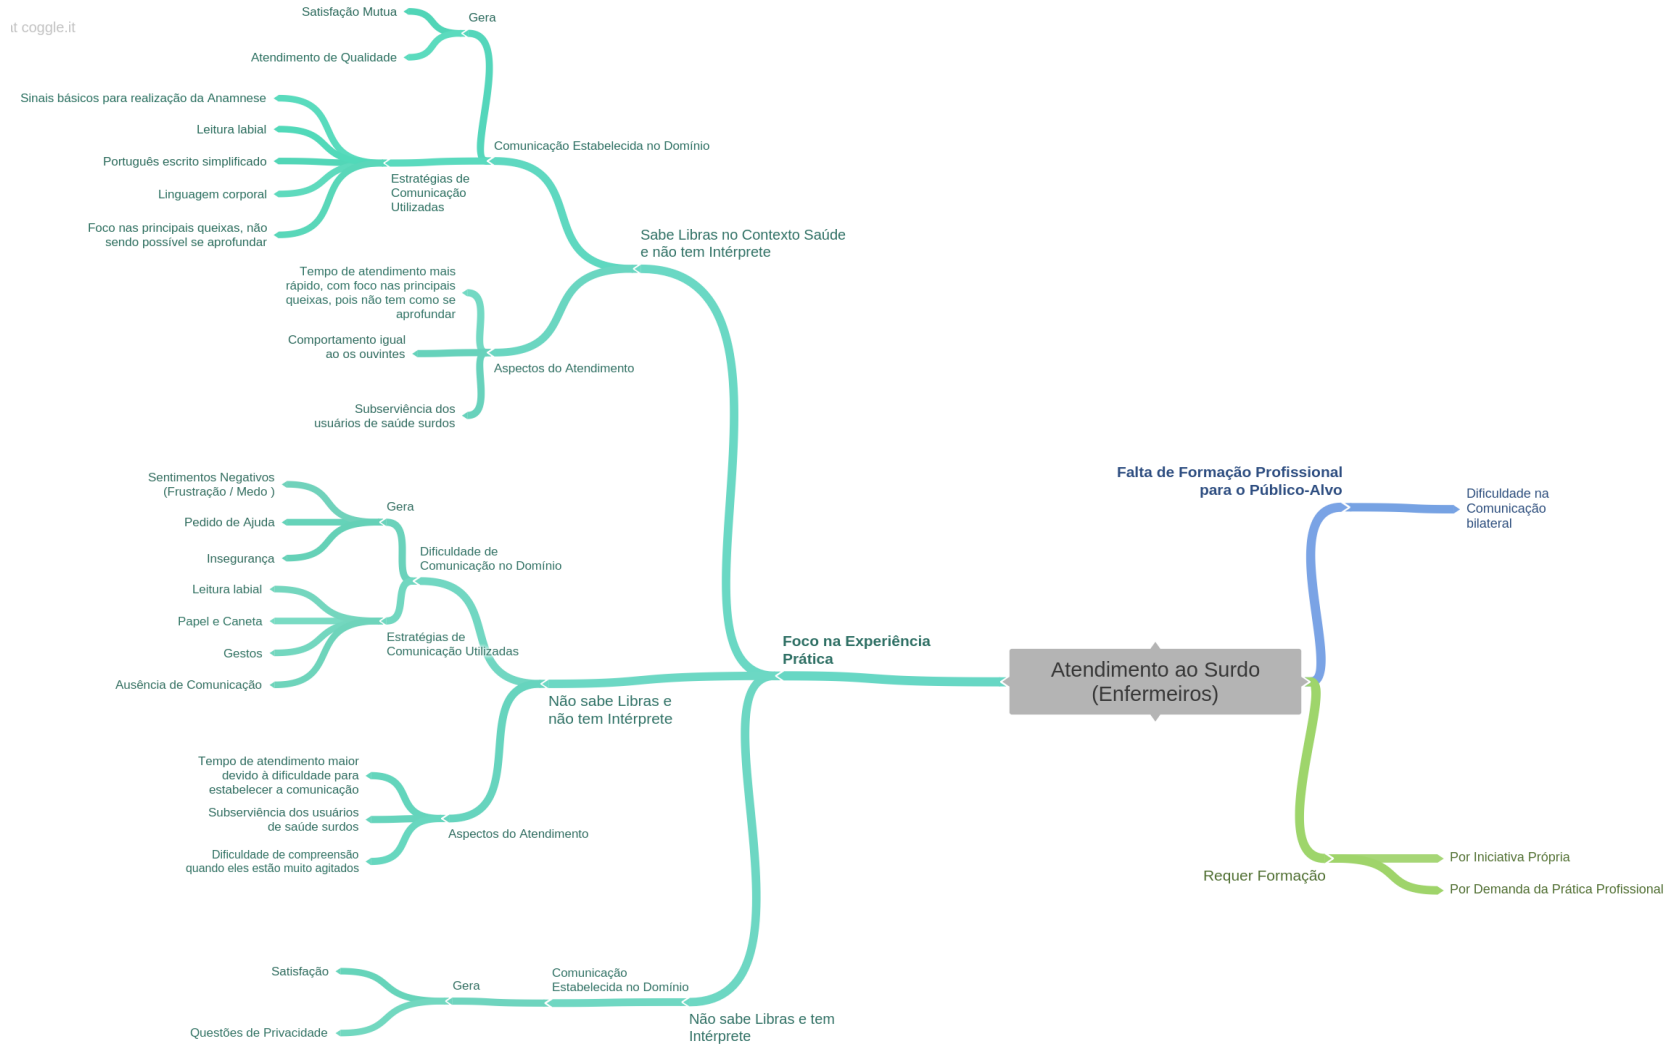 at coggle.it
Satisfação Mutua
Gera
Atendimento de Qualidade
Sinais básicos para realização da Anamnese
Leitura labial
Português escrito simplificado
Linguagem corporal
Foco nas principais queixas, não
sendo possível se aprofundar
Estratégias de
Comunicação
Utilizadas
Comunicação Estabelecida no Domínio
Sabe Libras no Contexto Saúde
e não tem Intérprete
Tempo de atendimento mais
rápido, com foco nas principais
queixas, pois não tem como se
aprofundar
Comportamento igual
ao os ouvintes
Subserviência dos
usuários de saúde surdos
Aspectos do Atendimento
Sentimentos Negativos
(Frustração / Medo )
Pedido de Ajuda
Insegurança
Gera
Dificuldade de
Comunicação no Domínio
Leitura labial
Papel e Caneta
Gestos
Ausência de Comunicação
Estratégias de
Comunicação Utilizadas
Não sabe Libras e
não tem Intérprete
Tempo de atendimento maior
devido à dificuldade para
estabelecer a comunicação
Subserviência dos usuários
de saúde surdos
Dificuldade de compreensão
quando eles estão muito agitados
Aspectos do Atendimento
Satisfação
Questões de Privacidade
Gera
Comunicação
Estabelecida no Domínio
Não sabe Libras e tem
Intérprete
Foco na Experiência
Prática
Atendimento ao Surdo
(Enfermeiros)
Falta de Formação Profissional
para o Público-Alvo
Dificuldade na
Comunicação
bilateral
Requer Formação
Por Iniciativa Própria
Por Demanda da Prática Profissional